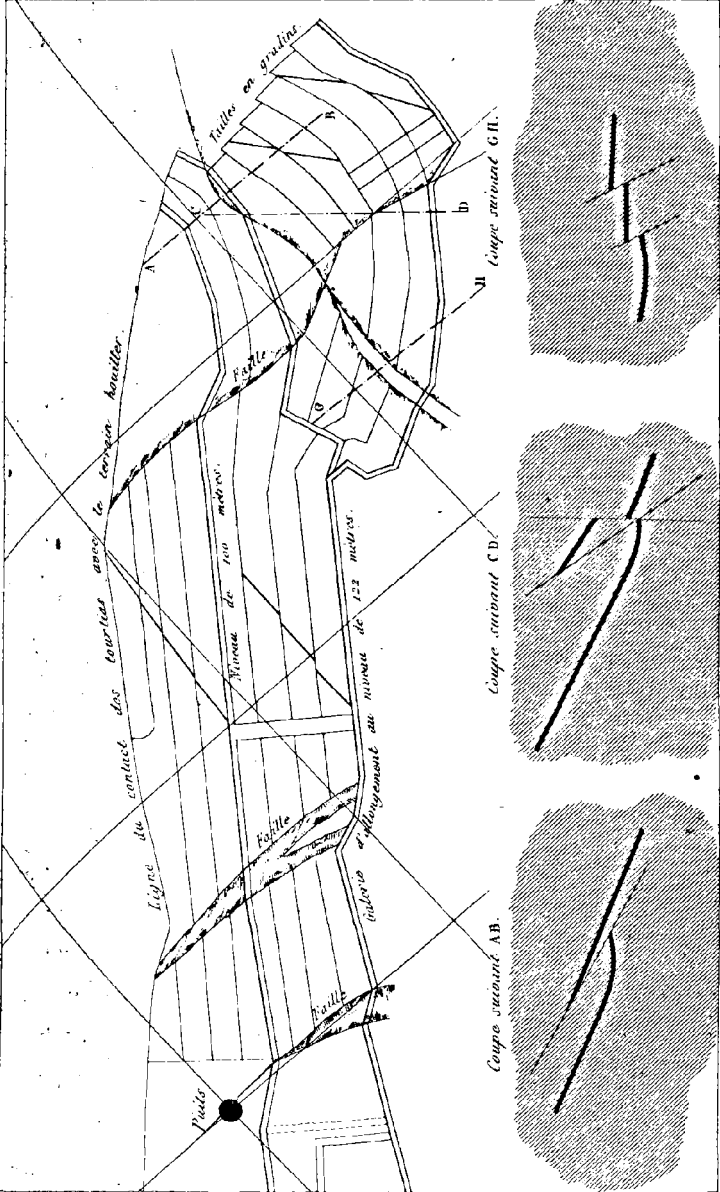 Puits
Faille
Faille
Faille
Ligne du contact des tourtias avec le terrain houiller.
Niveau de 100 mètres.
Galerie d'allongement au niveau de 122 mètres.
Tailles en gradins.
A
B
C
D
G
H
Coupe suivant AB.
Coupe suivant CD.
Coupe suivant GH.